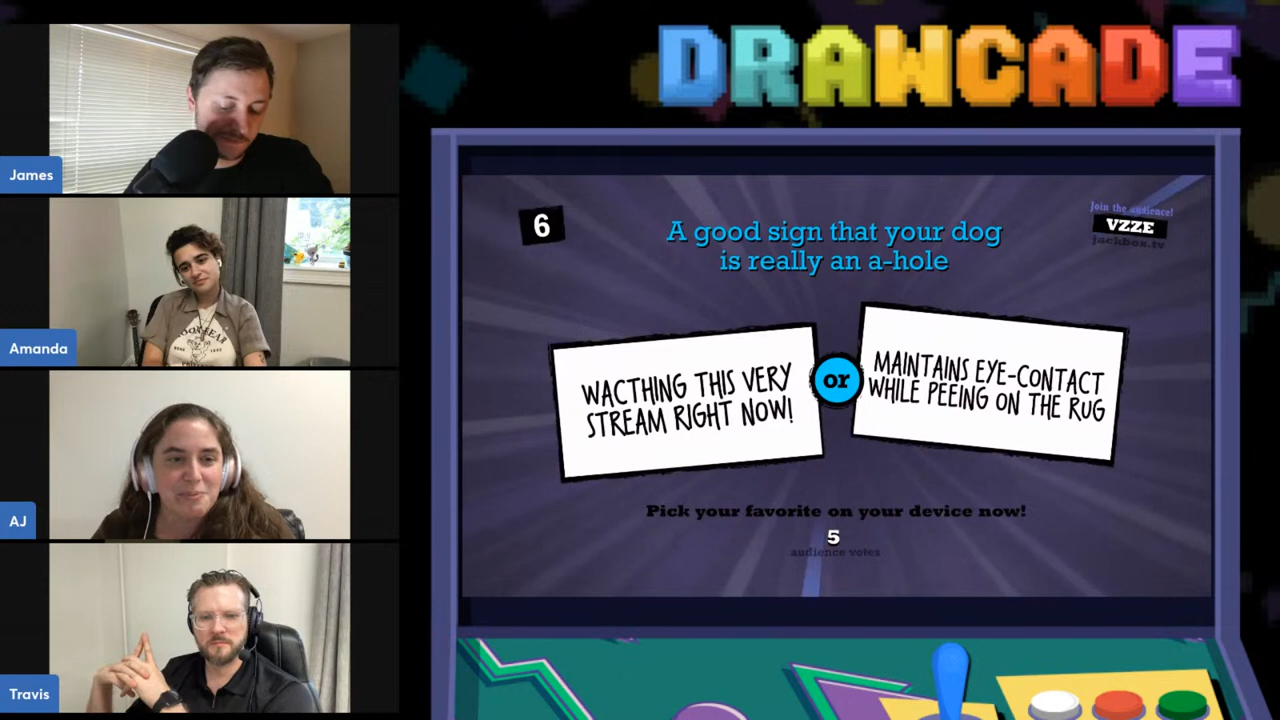 DRAWCADE
James
Amanda
AJ
Travis
6
A good sign that your dog
is really an a-hole
Join the audience!
VZZE
jackbox.tv
WACTHING THIS VERY
STREAM RIGHT NOW!
or
MAINTAINS EYE-CONTACT
WHILE PEEING ON THE RUG
Pick your favorite on your device now!
5
audience votes